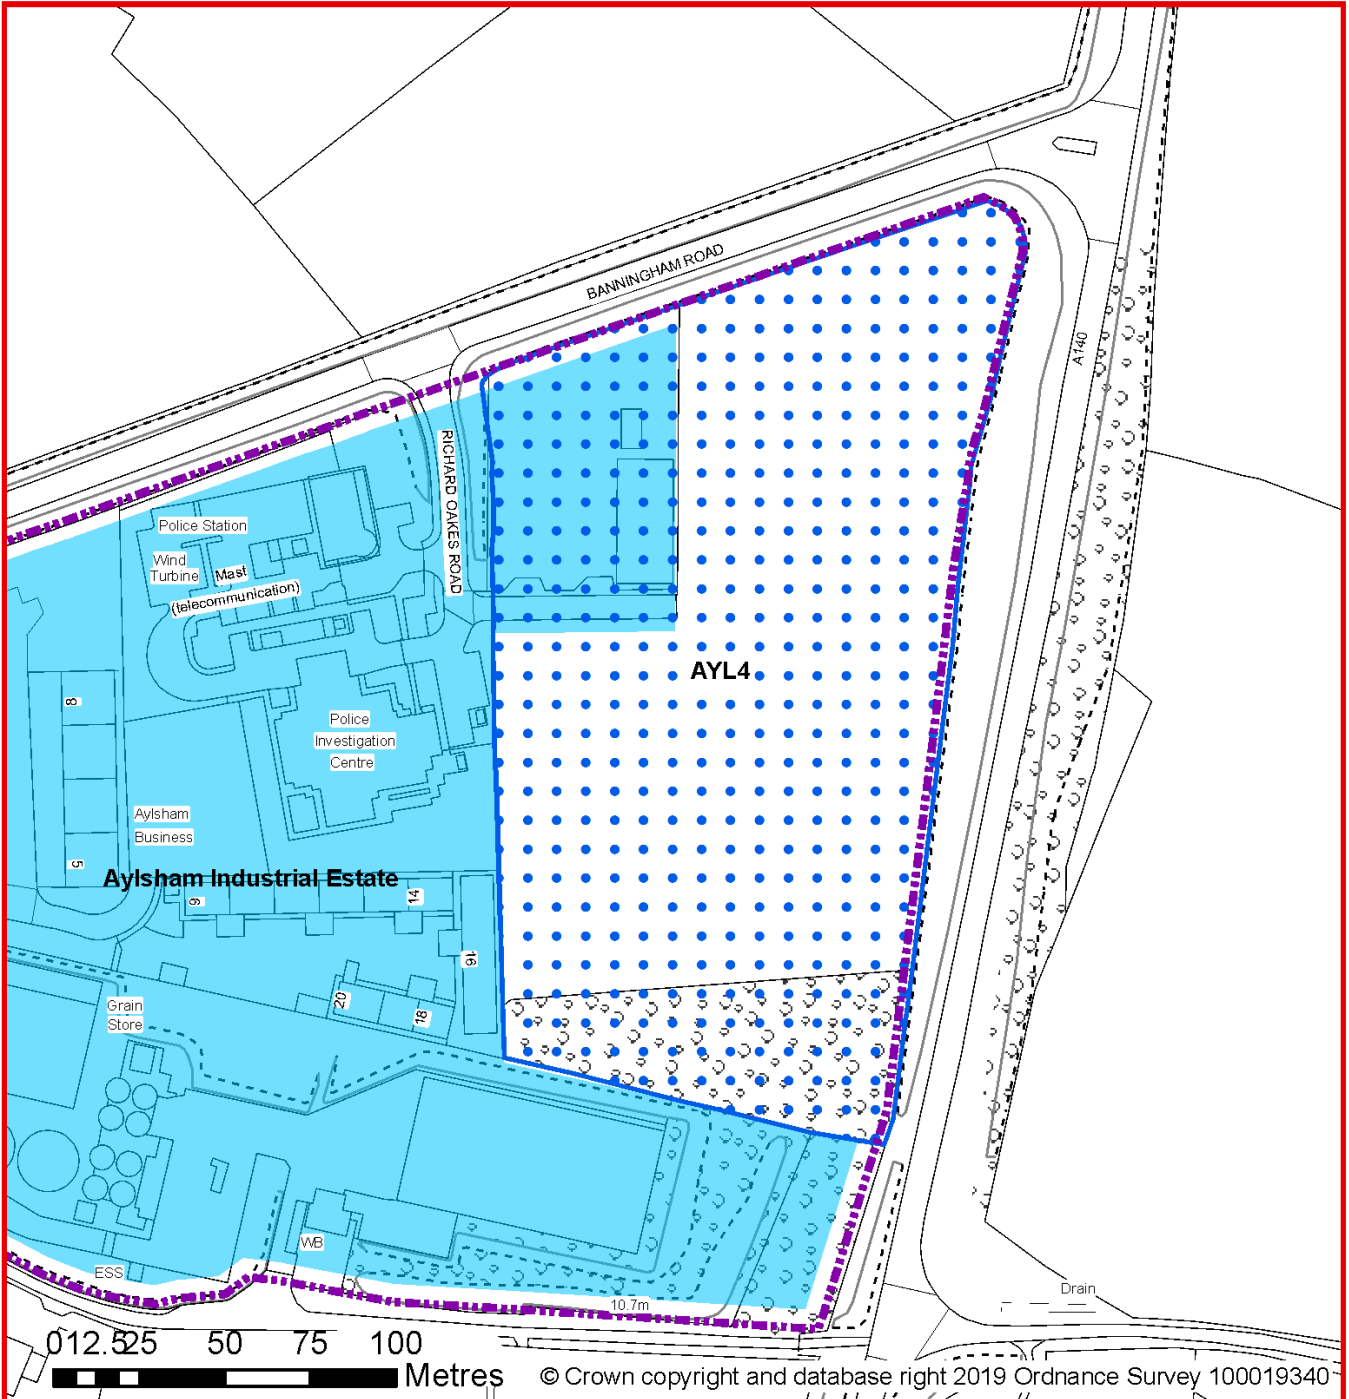 BANNINGHAM ROAD
A140
RICHARD OAKES ROAD
Police Station
Wind
Turbine
Mast
(telecommunication)
AYL4
8
Police
Investigation
Centre
Aylsham
Business
5
Aylsham Industrial Estate
9
14
16
20
18
Grain
Store
WB
ESS
10.7m
Drain
0 12.5 25 50 75 100
Metres
© Crown copyright and database right 2019 Ordnance Survey 100019340